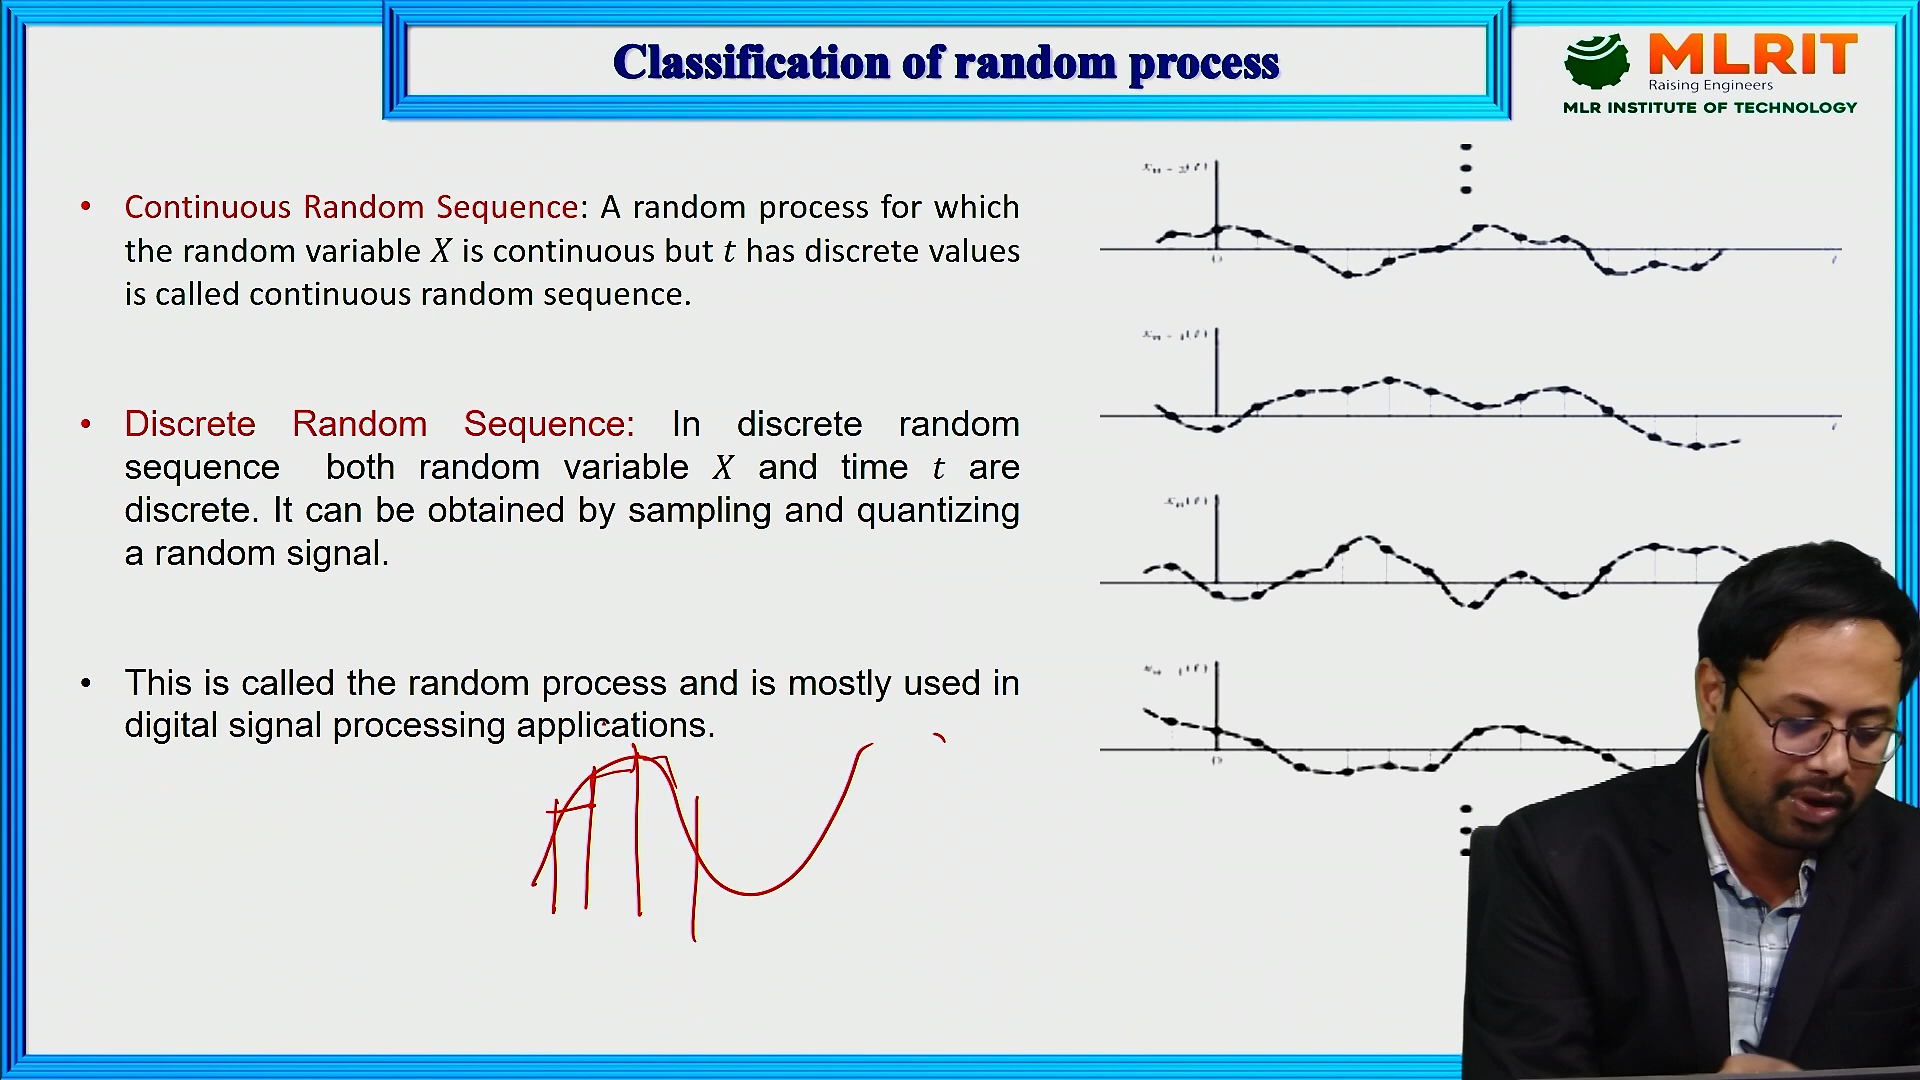 Classification of random process
MLRIT
Raising Engineers
MLR INSTITUTE OF TECHNOLOGY
• Continuous Random Sequence: A random process for which
the random variable X is continuous but t has discrete values
is called continuous random sequence.
• Discrete Random Sequence: In discrete random
sequence both random variable X and time t are
discrete. It can be obtained by sampling and quantizing
a random signal.
• This is called the random process and is mostly used in
digital signal processing applications.